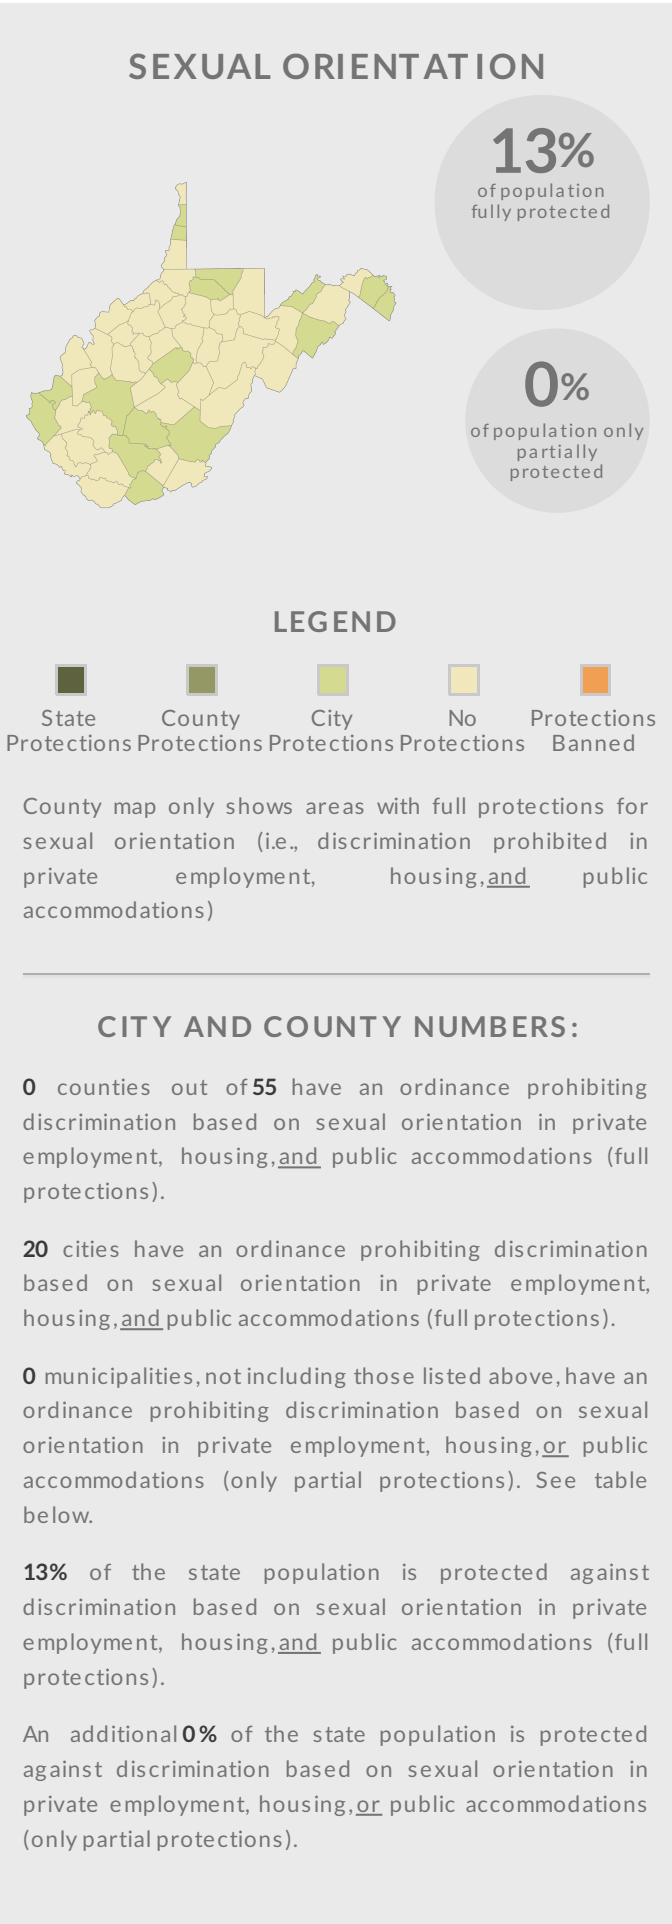 SEXUAL ORIENTATION
13%
of population
fully protected
0%
of population only
partially
protected
LEGEND
State
Protections
County
Protections
City
Protections
No
Protections
Protections
Banned
County map only shows areas with full protections for
sexual orientation (i.e., discrimination prohibited in
private employment, housing, and public
accommodations)
CITY AND COUNTY NUMBERS:
0 counties out of 55 have an ordinance prohibiting
discrimination based on sexual orientation in private
employment, housing, and public accommodations (full
protections).
20 cities have an ordinance prohibiting discrimination
based on sexual orientation in private employment,
housing, and public accommodations (full protections).
0 municipalities, not including those listed above, have an
ordinance prohibiting discrimination based on sexual
orientation in private employment, housing, or public
accommodations (only partial protections). See table
below.
13% of the state population is protected against
discrimination based on sexual orientation in private
employment, housing, and public accommodations (full
protections).
An additional 0% of the state population is protected
against discrimination based on sexual orientation in
private employment, housing, or public accommodations
(only partial protections).